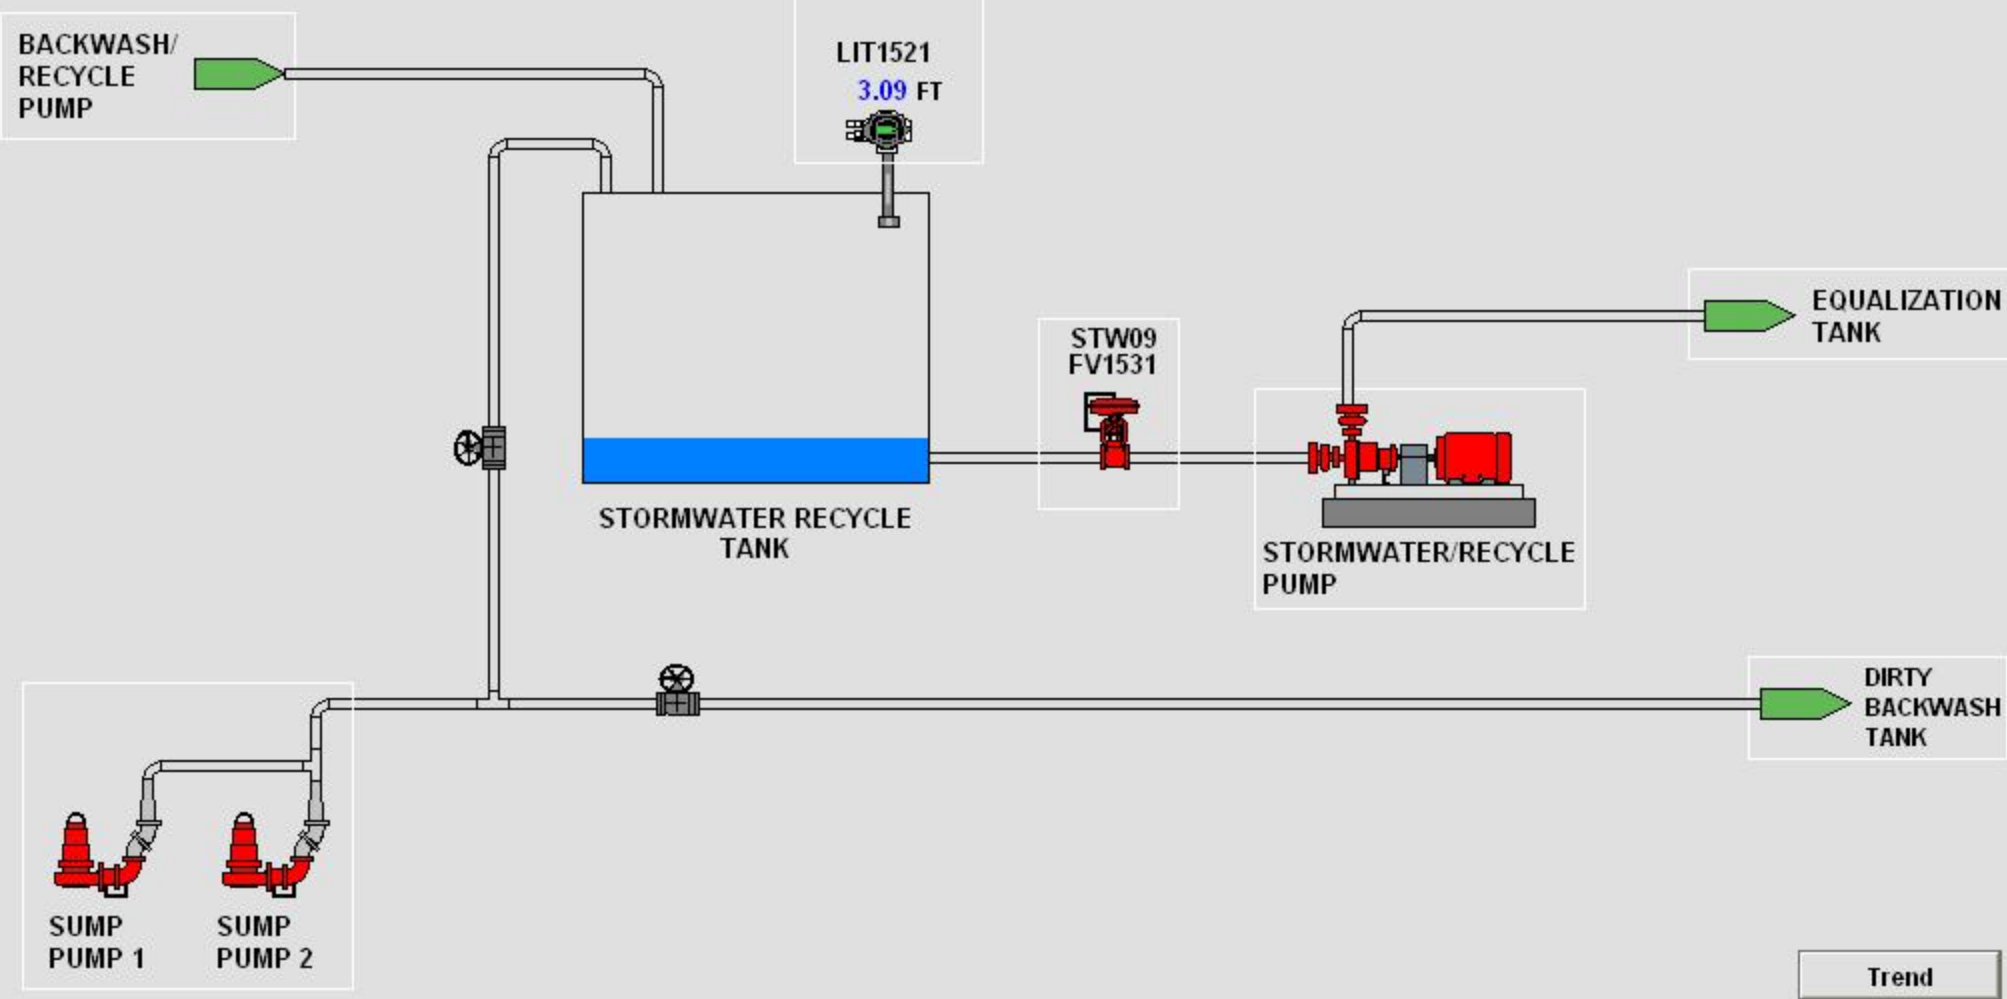 BACKWASH/
RECYCLE
PUMP
LIT1521
3.09 FT
EQUALIZATION
TANK
STW09
FV1531
STORMWATER RECYCLE
TANK
STORMWATER/RECYCLE
PUMP
DIRTY
BACKWASH
TANK
SUMP
PUMP 1
SUMP
PUMP 2
Trend